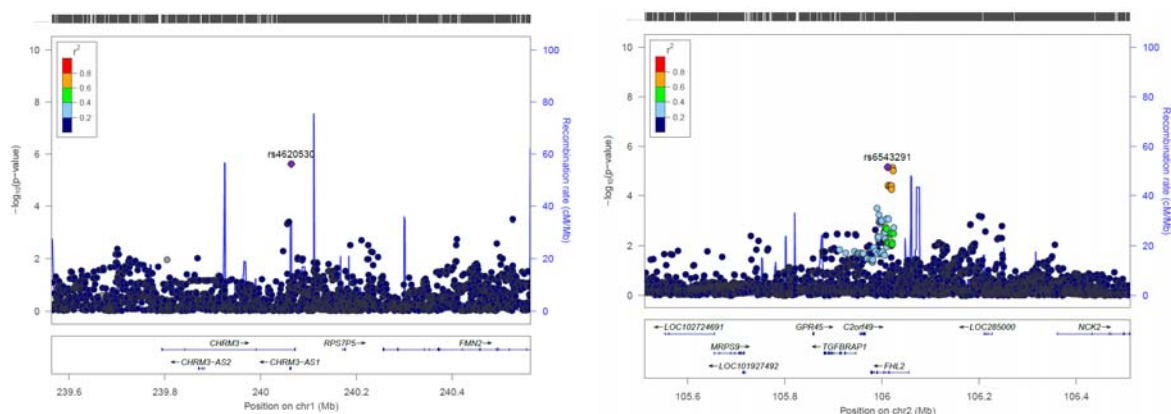 10
8
6
4
2
0
−log10(p−value)
r2
0.8
0.6
0.4
0.2
rs4620530
100
80
60
40
20
0
Recombination rate (cM/Mb)
CHRM3→
RPS7P5→
FMN2→
←CHRM3−AS2
←CHRM3−AS1
239.6
239.8
240
240.2
240.4
Position on chr1 (Mb)
10
8
6
4
2
0
−log10(p−value)
r2
0.8
0.6
0.4
0.2
rs6543291
100
80
60
40
20
0
Recombination rate (cM/Mb)
←LOC102724691
GPR45→
C2orf49→
←LOC285000
NCK2→
MRPS9→
←TGFBRAP1
←LOC101927492
←FHL2
105.6
105.8
106
106.2
106.4
Position on chr2 (Mb)